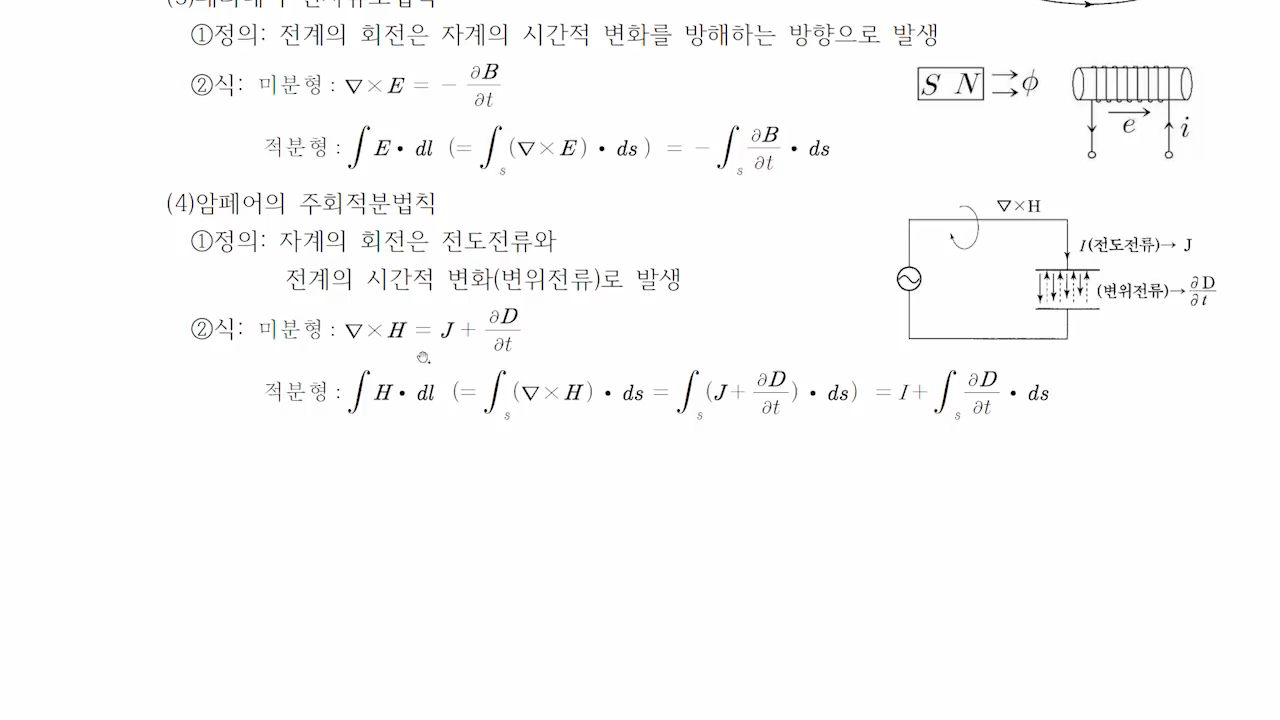 ①정의: 전계의 회전은 자계의 시간적 변화를 방해하는 방향으로 발생
②식: 미분형: ∇×E = - ∂B/∂t
S N ⇉ ϕ
e i
적분형: ∫E• dl (= ∫s(∇×E) • ds) = - ∫s ∂B/∂t • ds
(4)암페어의 주회적분법칙
∇×H
①정의: 자계의 회전은 전도전류와
I(전도전류)→ J
전계의 시간적 변화(변위전류)로 발생
(변위전류)→ ∂D/∂t
②식: 미분형: ∇×H = J + ∂D/∂t
적분형: ∫H• dl (= ∫s(∇×H) • ds = ∫s(J+ ∂D/∂t) • ds) = I+ ∫s ∂D/∂t • ds